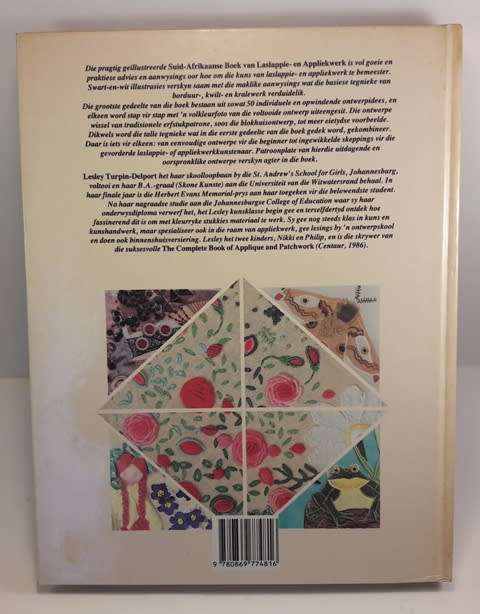 Die pragtig geïllustreerde Suid-Afrikaanse Boek van Laslappie- en Appliekwerk is vol goeie en
praktiese advies en aanwysings oor hoe om die kuns van laslappie- en appliekwerk te bemeester.
Swart-en-wit illustrasies verskyn saam met die maklike aanwysings wat die basiese tegnieke van
borduur-, kwilt- en kralewerk verduidelik.
Die grootste gedeelte van die boek bestaan uit sowat 50 individuele en opwindende ontwerpidees, en
elkeen word stap vir stap met 'n volkleurfoto van die voltooide ontwerp uiteengesit. Die ontwerpe
wissel van tradisionele erfstukpatrone, soos die blokhuisontwerp, tot meer eietydse voorbeelde.
Dikwels word die talle tegnieke wat in die eerste gedeelte van die boek gedek word, gekombineer.
Daar is iets vir elkeen: van eenvoudige ontwerpe vir die beginner tot ingewikkelde skeppings vir die
gevorderde laslappie- of appliekwerkkunstenaar. Patroonplate van hierdie uitdagende en
oorspronklike ontwerpe verskyn agter in die boek.
Lesley Turpin-Delport het haar skoolloopbaan by die St. Andrew's School for Girls, Johannesburg,
voltooi en haar B.A.-graad (Skone Kunste) aan die Universiteit van die Witwatersrand behaal. In
haar finale jaar is die Herbert Evans Memorial-prys aan haar toegeken vir die belowendste student.
Na haar nagraadse studie aan die Johannesburgse College of Education waar sy haar
onderwysdiploma verwerf het, het Lesley kunsklasse begin gee en terselfdertyd ontdek hoe
fassinerend dit is om met kleuryke stukkies materiaal te werk. Sy gee nog steeds klas in kuns en
kunshandwerk, maar spesialiseer ook in die raam van appliekwerk, gee lesings by 'n ontwerpskool
en doen ook binnenshuisversiering. Lesley het twee kinders, Nikki en Philip, en is die skrywer van
die suksesvolle The Complete Book of Applique and Patchwork (Centaur, 1986).
9 780869 774816